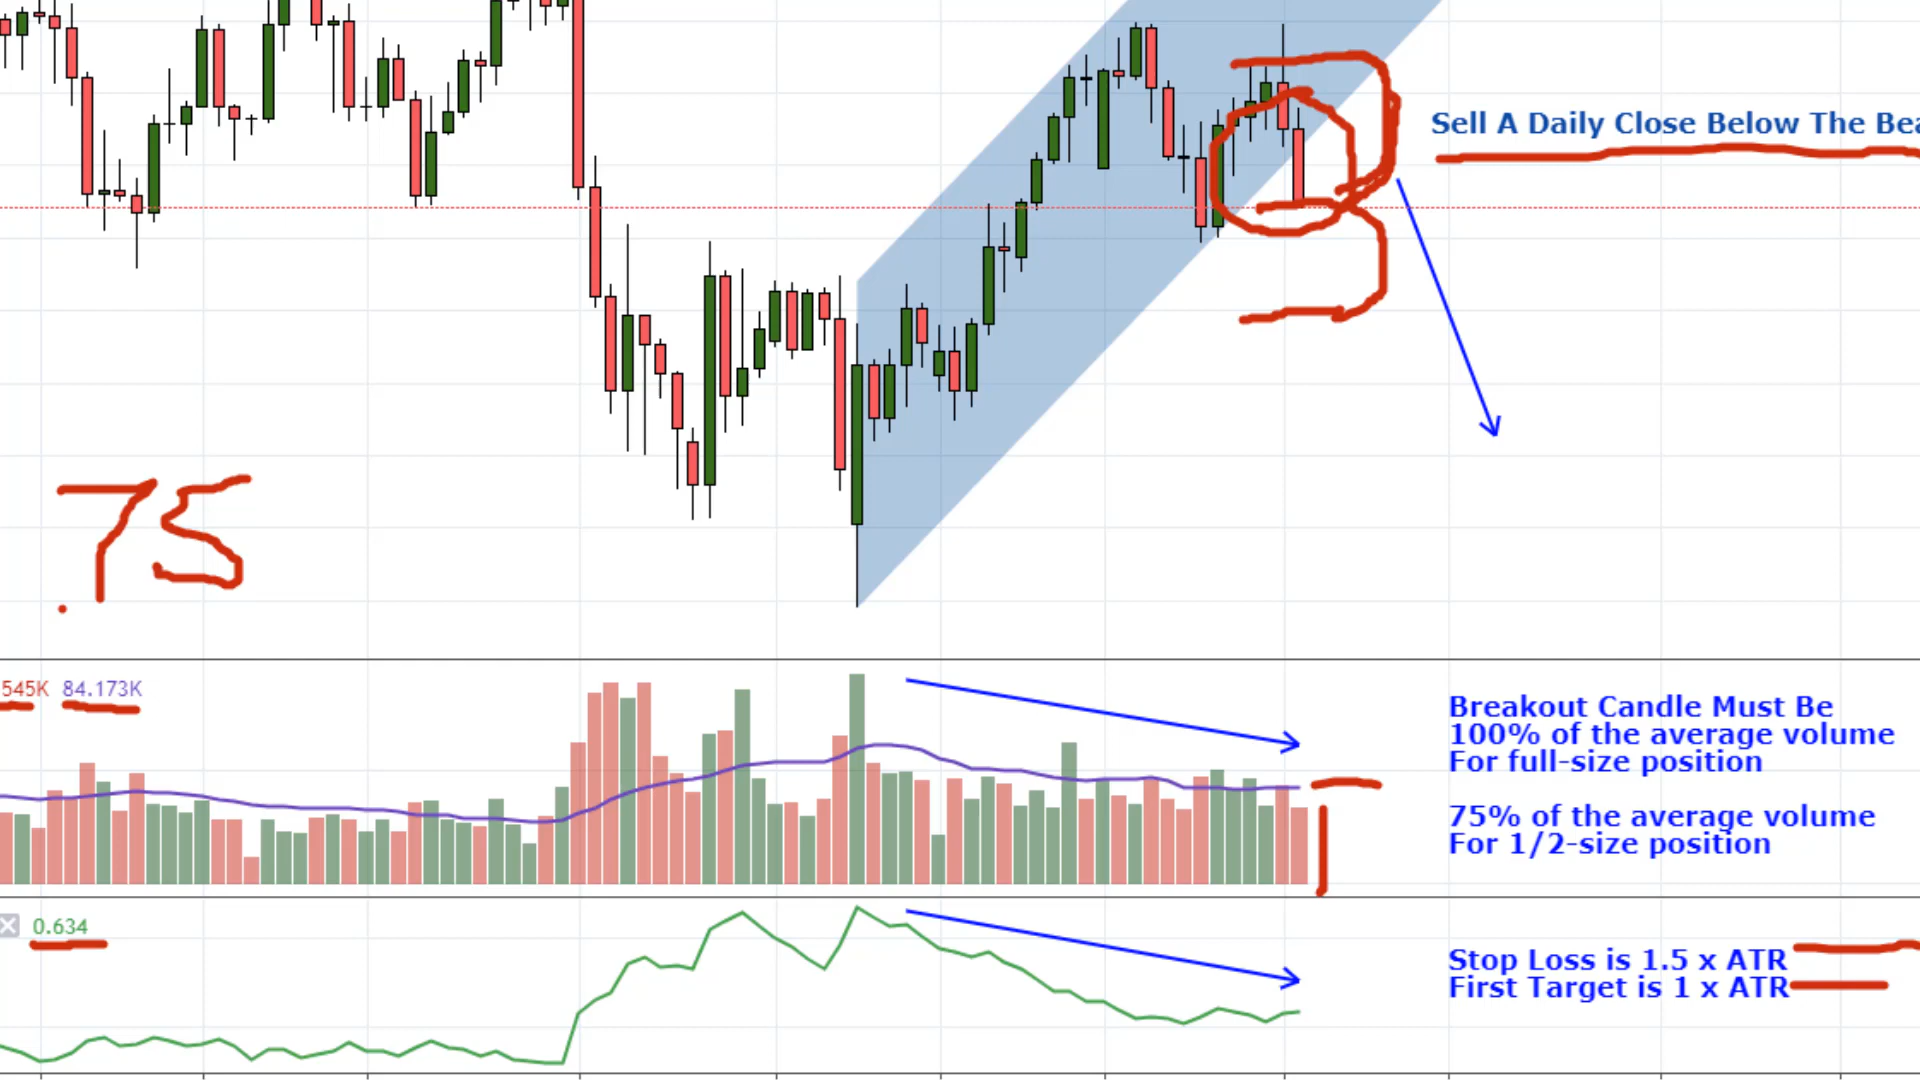 Sell A Daily Close Below The
.75
545K 84.173K
Breakout Candle Must Be
100% of the average volume
For full-size position
75% of the average volume
For 1/2-size position
0.634
Stop Loss is 1.5 x ATR
First Target is 1 x ATR